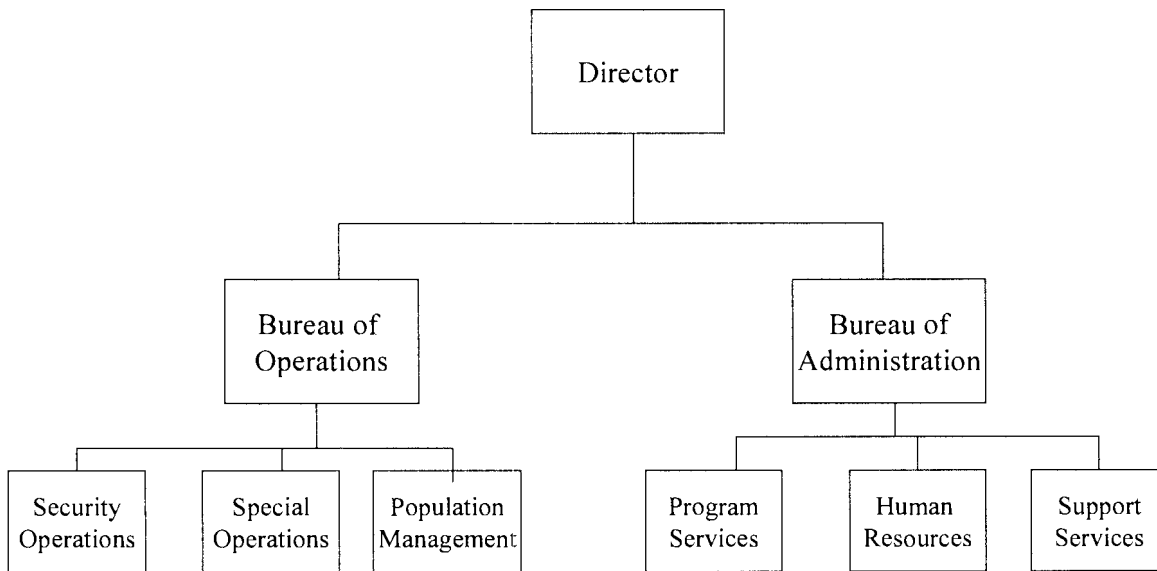 Director
Bureau of
Operations
Bureau of
Administration
Security
Operations
Special
Operations
Population
Management
Program
Services
Human
Resources
Support
Services